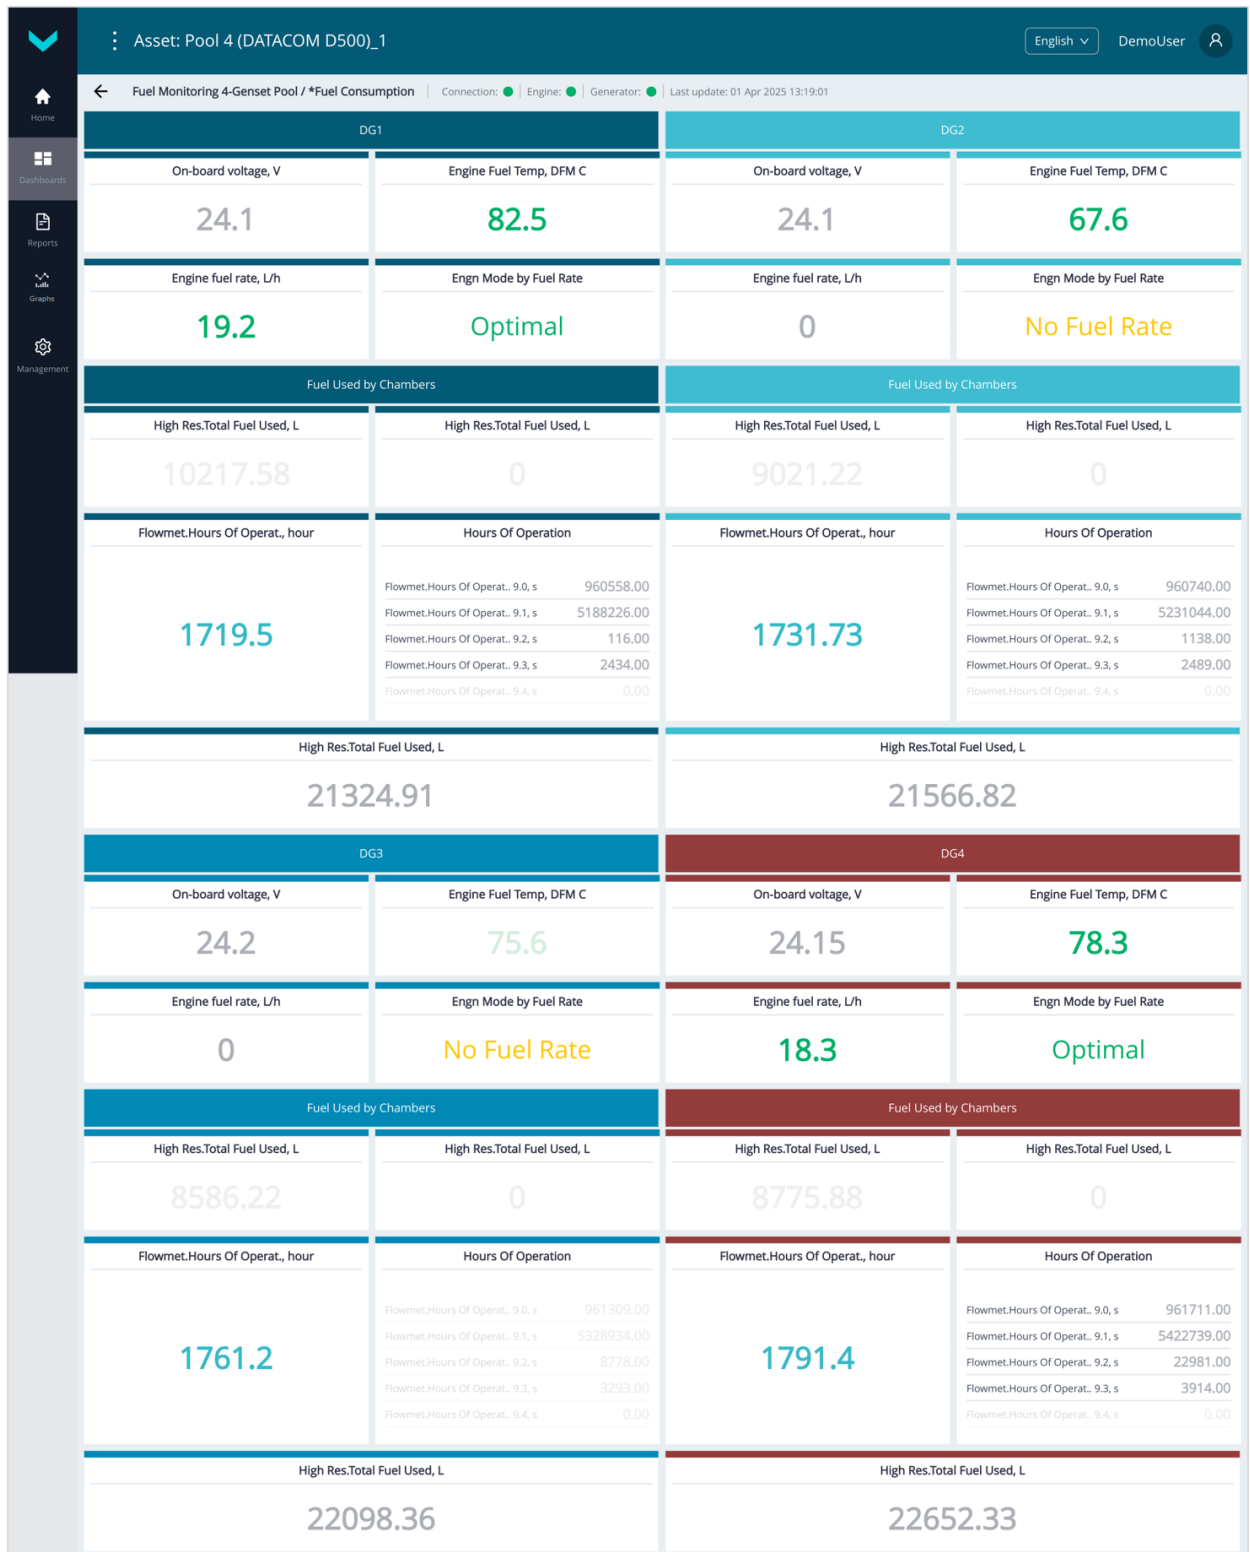 Asset: Pool 4 (DATACOM D500)_1
English
DemoUser
Home
Dashboards
Reports
Graphs
Management
Fuel Monitoring 4-Genset Pool / *Fuel Consumption
Connection:
Engine:
Generator:
Last update: 01 Apr 2025 13:19:01
DG1
On-board voltage, V
24.1
Engine Fuel Temp, DFM C
82.5
Engine fuel rate, L/h
19.2
Engn Mode by Fuel Rate
Optimal
Fuel Used by Chambers
High Res.Total Fuel Used, L
10217.58
High Res.Total Fuel Used, L
0
Flowmet.Hours Of Operat., hour
1719.5
Hours Of Operation
Flowmet.Hours Of Operat.. 9.0, s 960558.00
Flowmet.Hours Of Operat.. 9.1, s 5188226.00
Flowmet.Hours Of Operat.. 9.2, s 116.00
Flowmet.Hours Of Operat.. 9.3, s 2434.00
Flowmet.Hours Of Operat.. 9.4, s 0.00
High Res.Total Fuel Used, L
21324.91
DG2
On-board voltage, V
24.1
Engine Fuel Temp, DFM C
67.6
Engine fuel rate, L/h
0
Engn Mode by Fuel Rate
No Fuel Rate
Fuel Used by Chambers
High Res.Total Fuel Used, L
9021.22
High Res.Total Fuel Used, L
0
Flowmet.Hours Of Operat., hour
1731.73
Hours Of Operation
Flowmet.Hours Of Operat.. 9.0, s 960740.00
Flowmet.Hours Of Operat.. 9.1, s 5231044.00
Flowmet.Hours Of Operat.. 9.2, s 1138.00
Flowmet.Hours Of Operat.. 9.3, s 2489.00
Flowmet.Hours Of Operat.. 9.4, s 0.00
High Res.Total Fuel Used, L
21566.82
DG3
On-board voltage, V
24.2
Engine Fuel Temp, DFM C
75.6
Engine fuel rate, L/h
0
Engn Mode by Fuel Rate
No Fuel Rate
Fuel Used by Chambers
High Res.Total Fuel Used, L
8586.22
High Res.Total Fuel Used, L
0
Flowmet.Hours Of Operat., hour
1761.2
Hours Of Operation
Flowmet.Hours Of Operat.. 9.0, s 961309.00
Flowmet.Hours Of Operat.. 9.1, s 5328934.00
Flowmet.Hours Of Operat.. 9.2, s 8778.00
Flowmet.Hours Of Operat.. 9.3, s 3293.00
Flowmet.Hours Of Operat.. 9.4, s 0.00
High Res.Total Fuel Used, L
22098.36
DG4
On-board voltage, V
24.15
Engine Fuel Temp, DFM C
78.3
Engine fuel rate, L/h
18.3
Engn Mode by Fuel Rate
Optimal
Fuel Used by Chambers
High Res.Total Fuel Used, L
8775.88
High Res.Total Fuel Used, L
0
Flowmet.Hours Of Operat., hour
1791.4
Hours Of Operation
Flowmet.Hours Of Operat.. 9.0, s 961711.00
Flowmet.Hours Of Operat.. 9.1, s 5422739.00
Flowmet.Hours Of Operat.. 9.2, s 22981.00
Flowmet.Hours Of Operat.. 9.3, s 3914.00
Flowmet.Hours Of Operat.. 9.4, s 0.00
High Res.Total Fuel Used, L
22652.33